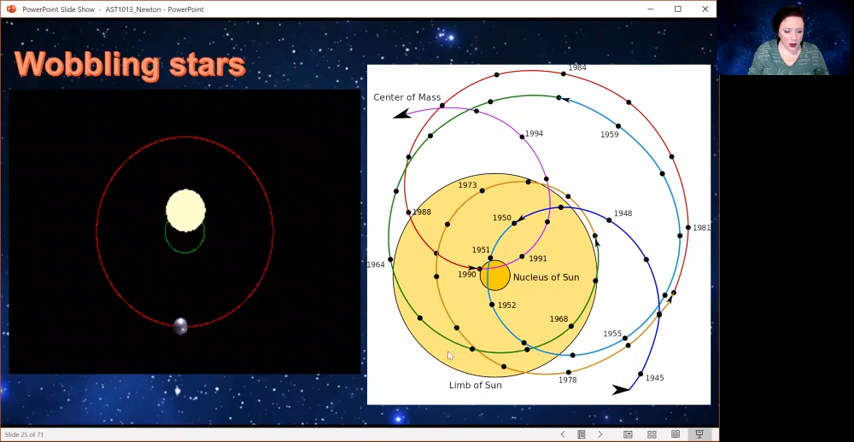 PowerPoint Slide Show - AST1013_Newton - PowerPoint
Wobbling stars
1984
Center of Mass
1994
1959
1973
1988
1950
1948
1981
1951
1964
1991
1990
Nucleus of Sun
1952
1968
1955
1978
1945
Limb of Sun
Slide 25 of 71